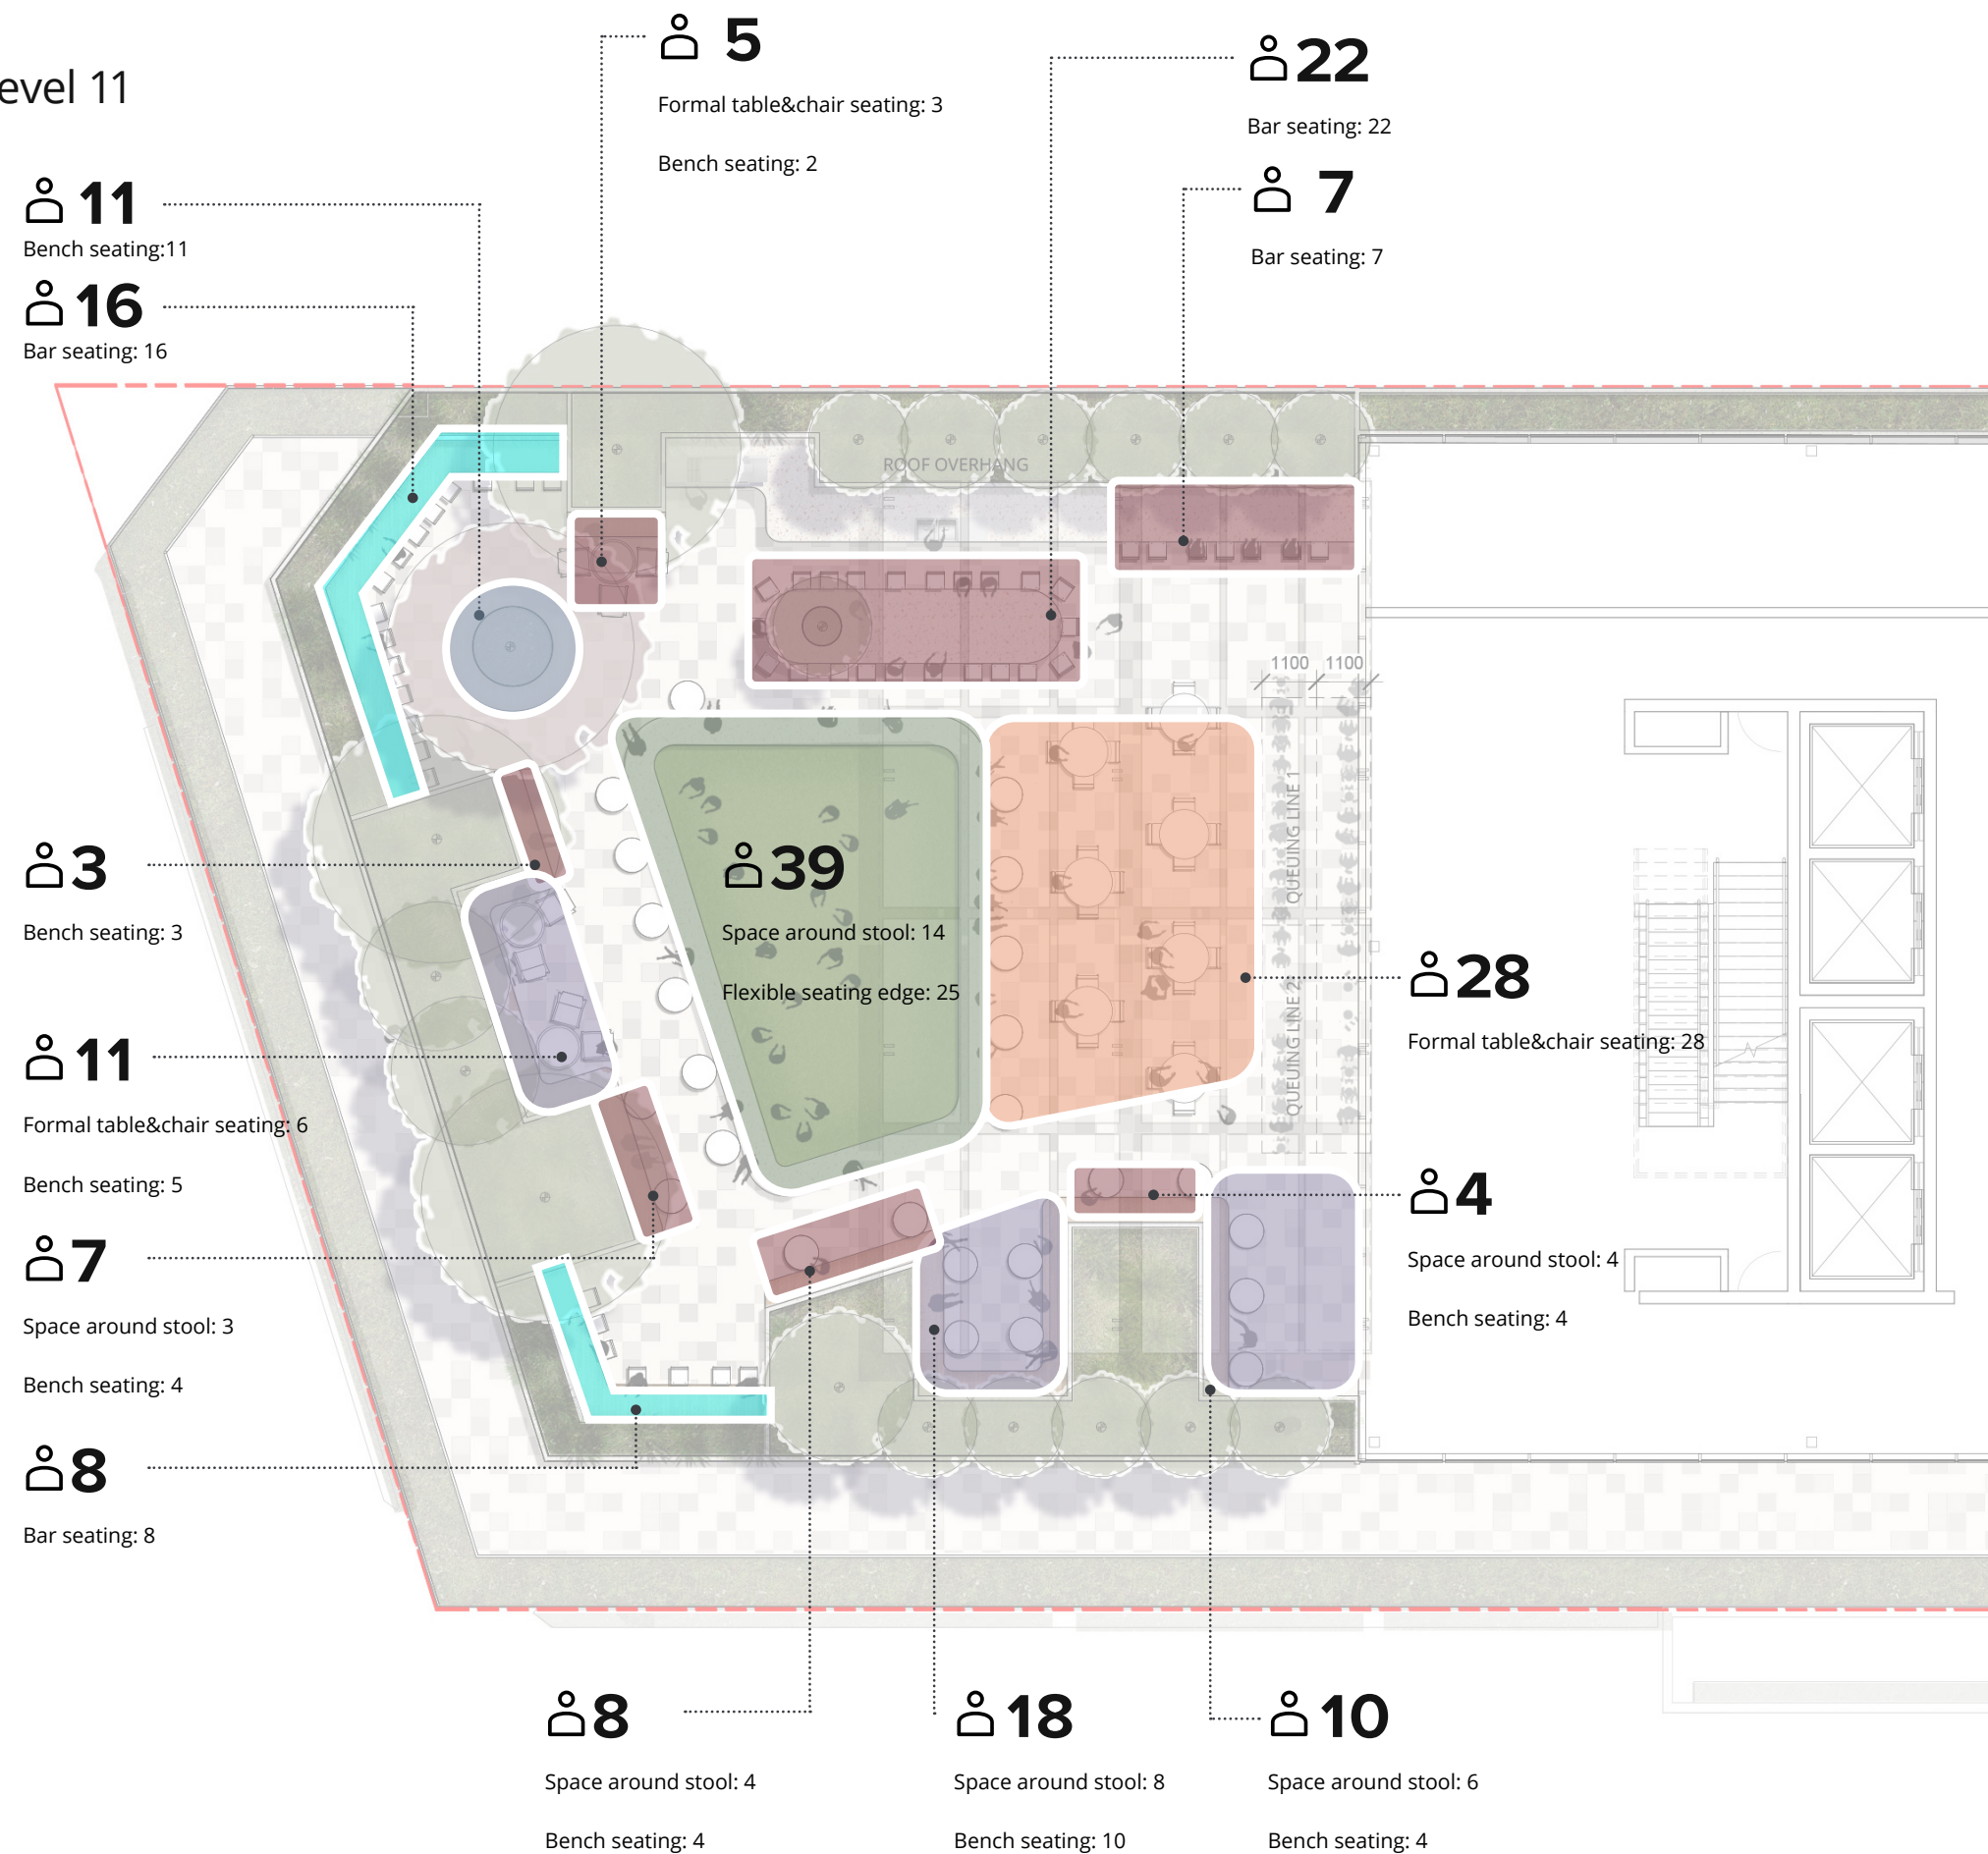 evel 11
5
Formal table&chair seating: 3
Bench seating: 2
22
Bar seating: 22
7
Bar seating: 7
11
Bench seating:11
16
Bar seating: 16
ROOF OVERHANG
1100 1100
QUEUING LINE 1
QUEUING LINE 2
3
Bench seating: 3
39
Space around stool: 14
Flexible seating edge: 25
28
Formal table&chair seating: 28
11
Formal table&chair seating: 6
Bench seating: 5
4
Space around stool: 4
Bench seating: 4
7
Space around stool: 3
Bench seating: 4
8
Bar seating: 8
8
Space around stool: 4
Bench seating: 4
18
Space around stool: 8
Bench seating: 10
10
Space around stool: 6
Bench seating: 4